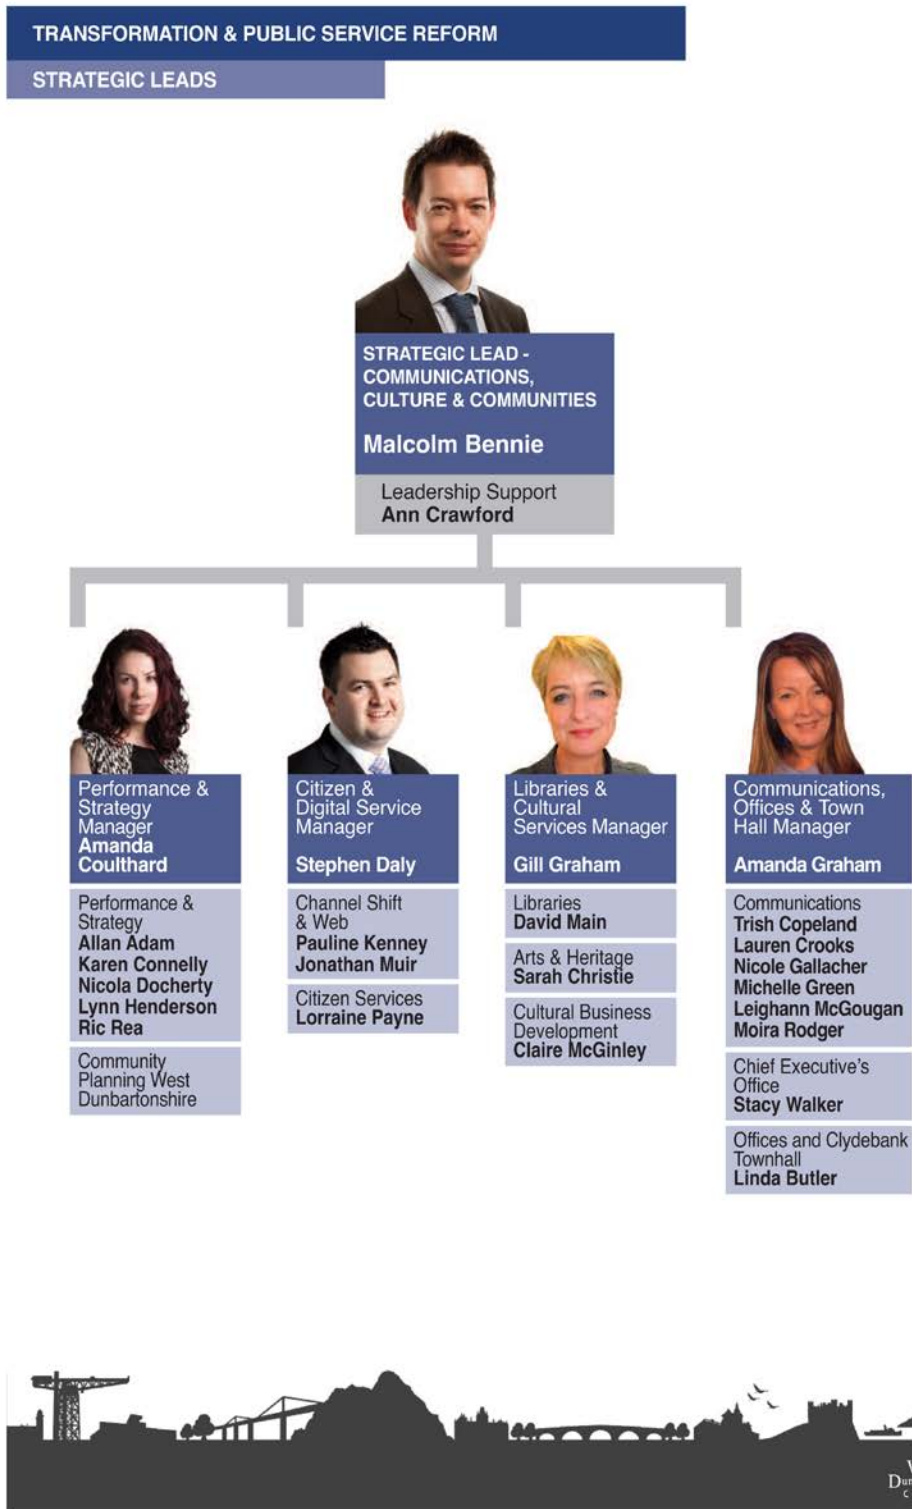 TRANSFORMATION & PUBLIC SERVICE REFORM
STRATEGIC LEADS
STRATEGIC LEAD -
COMMUNICATIONS,
CULTURE & COMMUNITIES
Malcolm Bennie
Leadership Support
Ann Crawford
Performance &
Strategy
Manager
Amanda
Coulthard
Performance &
Strategy
Allan Adam
Karen Connelly
Nicola Docherty
Lynn Henderson
Ric Rea
Community
Planning West
Dunbartonshire
Citizen &
Digital Service
Manager
Stephen Daly
Channel Shift
& Web
Pauline Kenney
Jonathan Muir
Citizen Services
Lorraine Payne
Libraries &
Cultural
Services Manager
Gill Graham
Libraries
David Main
Arts & Heritage
Sarah Christie
Cultural Business
Development
Claire McGinley
Communications,
Offices & Town
Hall Manager
Amanda Graham
Communications
Trish Copeland
Lauren Crooks
Nicole Gallacher
Michelle Green
Leighann McGougan
Moira Rodger
Chief Executive's
Office
Stacy Walker
Offices and Clydebank
Townhall
Linda Butler